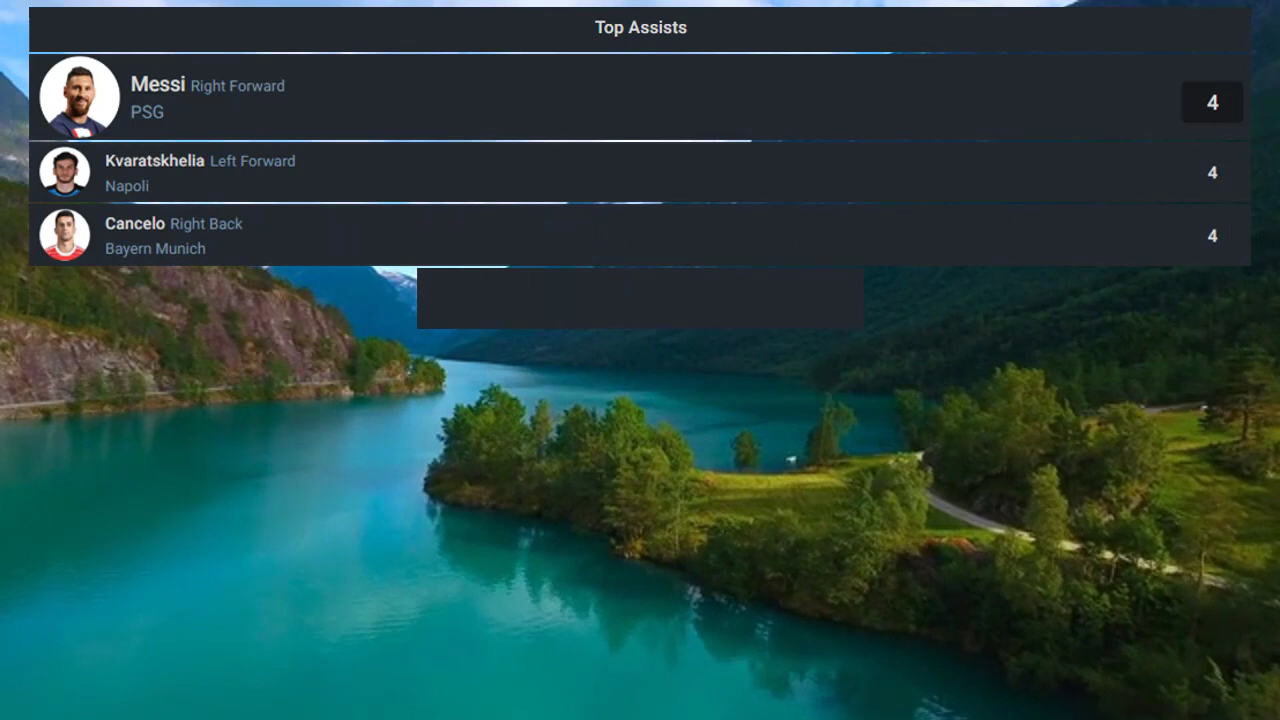 Top Assists
Messi Right Forward
PSG
4
Kvaratskhelia Left Forward
Napoli
4
Cancelo Right Back
Bayern Munich
4